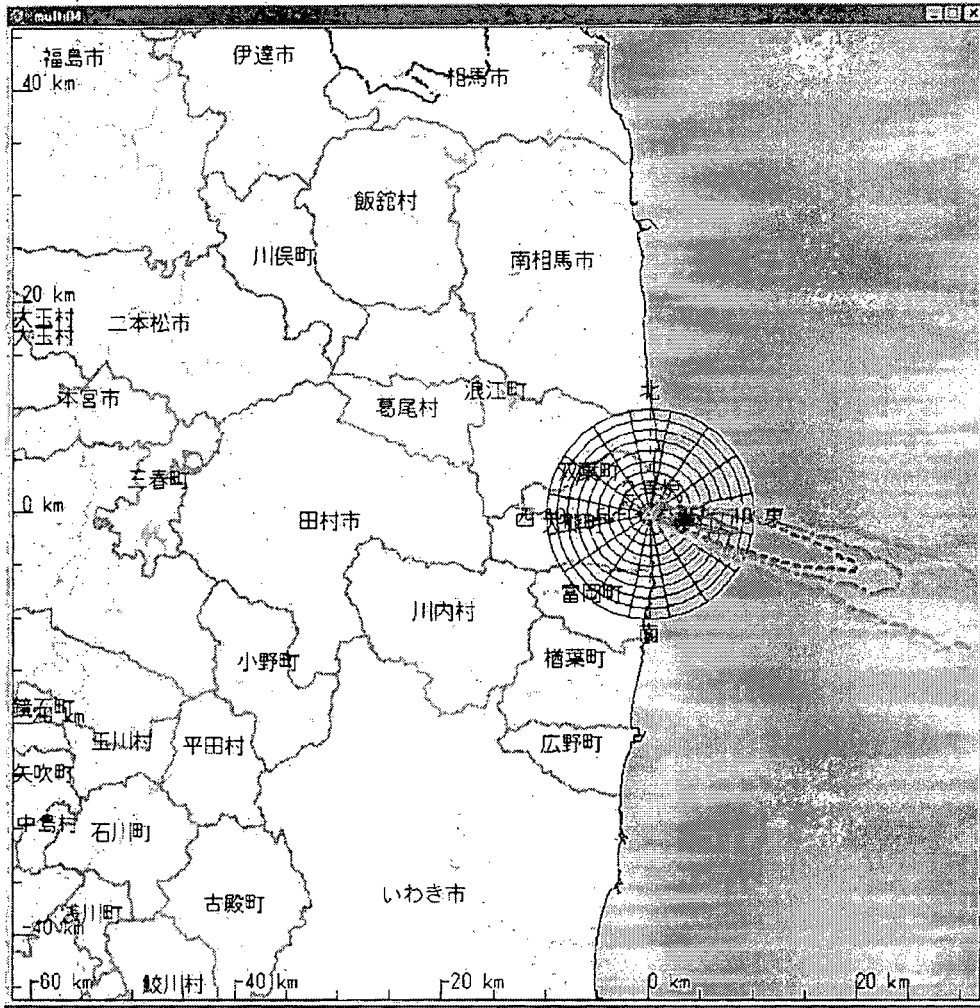 multiIM
福島市
伊達市
相馬市
40 km
飯舘村
川俣町
南相馬市
20 km
大玉村
大玉村
二本松市
本宮市
葛尾村
浪江町
北
三春町
双葉町
0 km
田村市
西
東
川内村
富岡町
南
小野町
楢葉町
鏡石町
玉川村
平田村
広野町
矢吹町
中島村
石川町
浅川町
古殿町
いわき市
-40 km
鮫川村
-60 km
-40 km
-20 km
0 km
20 km